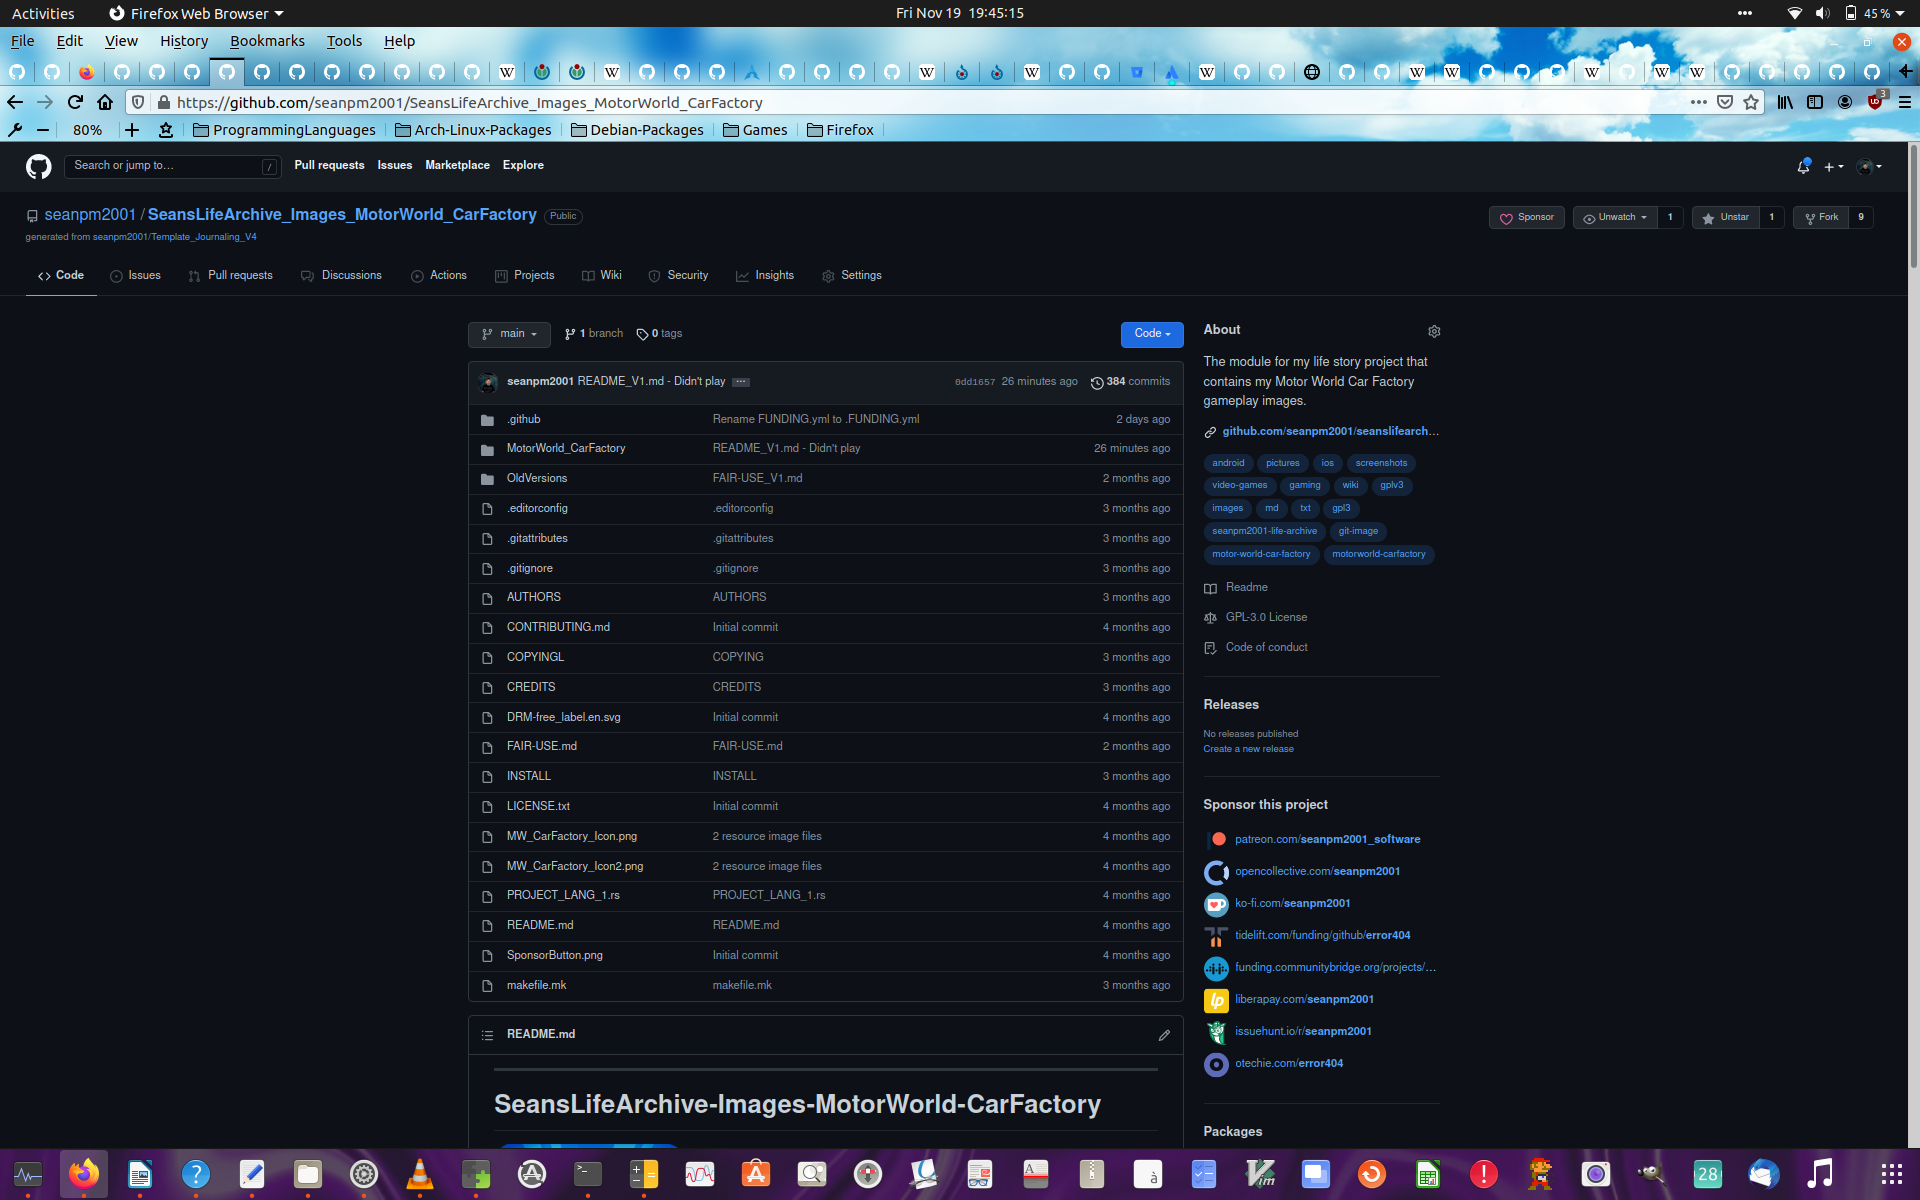 Activities Firefox Web Browser Fri Nov 19 19:45:15 45 %
File Edit View History Bookmarks Tools Help
https://github.com/seanpm2001/SeansLifeArchive_Images_MotorWorld_CarFactory 3
80% ProgrammingLanguages Arch-Linux-Packages Debian-Packages Games Firefox
Search or jump to... / Pull requests Issues Marketplace Explore
seanpm2001 / SeansLifeArchive_Images_MotorWorld_CarFactory Public Sponsor Unwatch 1 Unstar 1 Fork 9
generated from seanpm2001/Template_Journaling_V4
Code Issues Pull requests Discussions Actions Projects Wiki Security Insights Settings
main 1 branch 0 tags Code
seanpm2001 README_V1.md - Didn't play ... 0dd1657 26 minutes ago 384 commits
.github Rename FUNDING.yml to .FUNDING.yml 2 days ago
MotorWorld_CarFactory README_V1.md - Didn't play 26 minutes ago
OldVersions FAIR-USE_V1.md 2 months ago
.editorconfig .editorconfig 3 months ago
.gitattributes .gitattributes 3 months ago
.gitignore .gitignore 3 months ago
AUTHORS AUTHORS 3 months ago
CONTRIBUTING.md Initial commit 4 months ago
COPYINGL COPYING 3 months ago
CREDITS CREDITS 3 months ago
DRM-free_label.en.svg Initial commit 4 months ago
FAIR-USE.md FAIR-USE.md 2 months ago
INSTALL INSTALL 3 months ago
LICENSE.txt Initial commit 4 months ago
MW_CarFactory_Icon.png 2 resource image files 4 months ago
MW_CarFactory_Icon2.png 2 resource image files 4 months ago
PROJECT_LANG_1.rs PROJECT_LANG_1.rs 4 months ago
README.md README.md 4 months ago
SponsorButton.png Initial commit 4 months ago
makefile.mk makefile.mk 3 months ago
README.md
SeansLifeArchive-Images-MotorWorld-CarFactory
About
The module for my life story project that
contains my Motor World Car Factory
gameplay images.
github.com/seanpm2001/seanslifearch...
android pictures ios screenshots
video-games gaming wiki gplv3
images md txt gpl3
seanpm2001-life-archive git-image
motor-world-car-factory motorworld-carfactory
Readme
GPL-3.0 License
Code of conduct
Releases
No releases published
Create a new release
Sponsor this project
patreon.com/seanpm2001_software
opencollective.com/seanpm2001
ko-fi.com/seanpm2001
tidelift.com/funding/github/error404
funding.communitybridge.org/projects/...
liberapay.com/seanpm2001
issuehunt.io/r/seanpm2001
otechie.com/error404
Packages
28